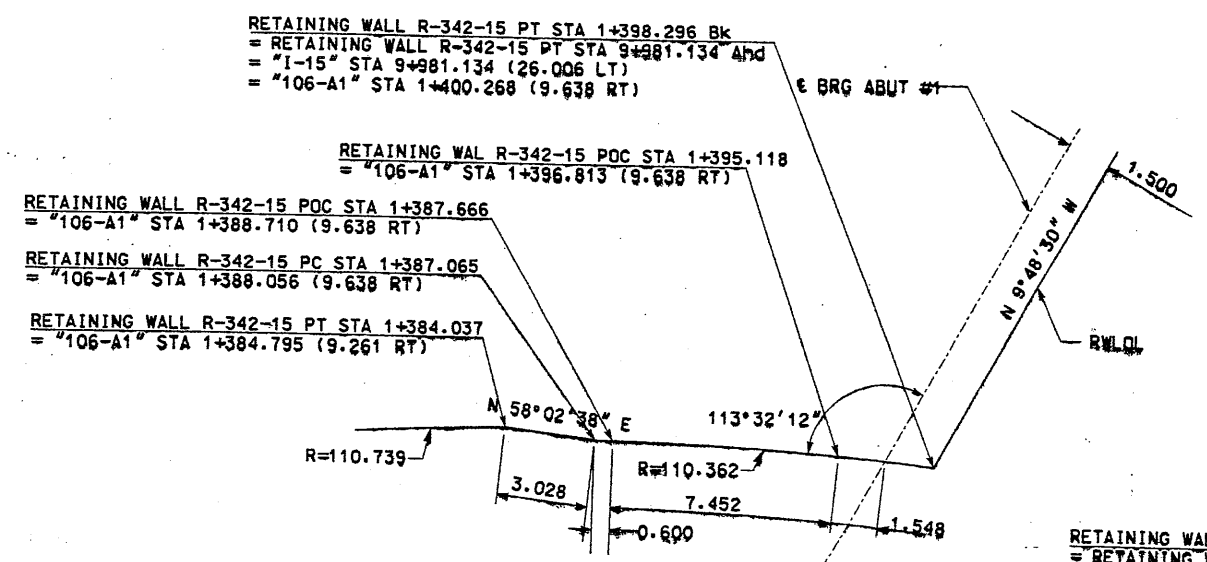 RETAINING WALL R-342-15 PT STA 1+398.296 Bk
= RETAINING WALL R-342-15 PT STA 9+981.134 Ahd
= "I-15" STA 9+981.134 (26.006 LT)
= "106-A1" STA 1+400.268 (9.638 RT)
℄ BRG ABUT #1
RETAINING WAL R-342-15 POC STA 1+395.118
= "106-A1" STA 1+396.813 (9.638 RT)
1.500
RETAINING WALL R-342-15 POC STA 1+387.666
= "106-A1" STA 1+388.710 (9.638 RT)
RETAINING WALL R-342-15 PC STA 1+387.065
= "106-A1" STA 1+388.056 (9.638 RT)
N 9°48'30" W
RETAINING WALL R-342-15 PT STA 1+384.037
= "106-A1" STA 1+384.795 (9.261 RT)
RWLOL
N 58°02'38" E
113°32'12"
R=110.739
R=110.362
3.028
7.452
1.548
0.600
RETAINING WAL
= RETAINING W